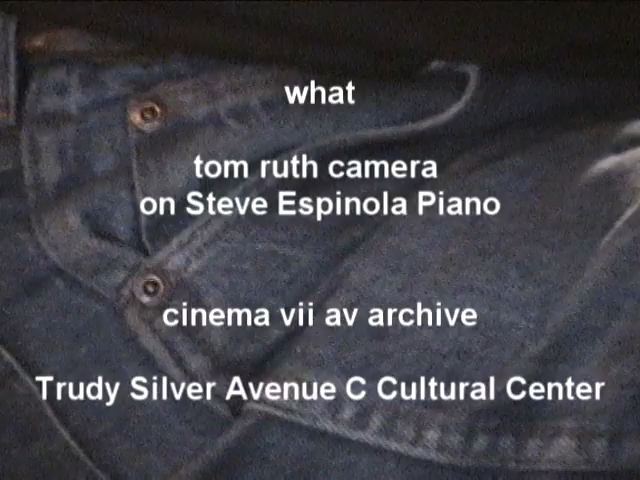 what
tom ruth camera
on Steve Espinola Piano
cinema vii av archive
Trudy Silver Avenue C Cultural Center